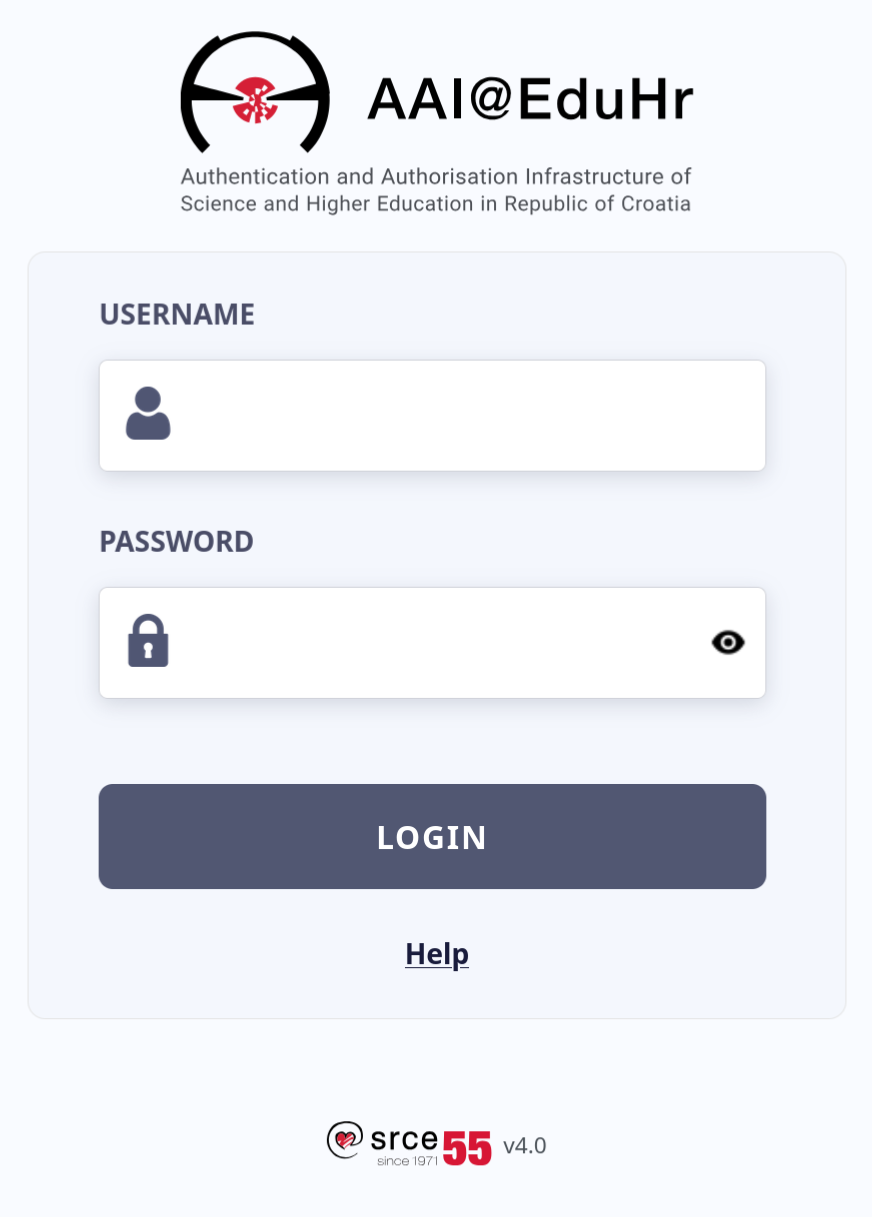 AAI@EduHr
Authentication and Authorisation Infrastructure of
Science and Higher Education in Republic of Croatia
USERNAME
PASSWORD
LOGIN
Help
srce 55 v4.0
since 1971